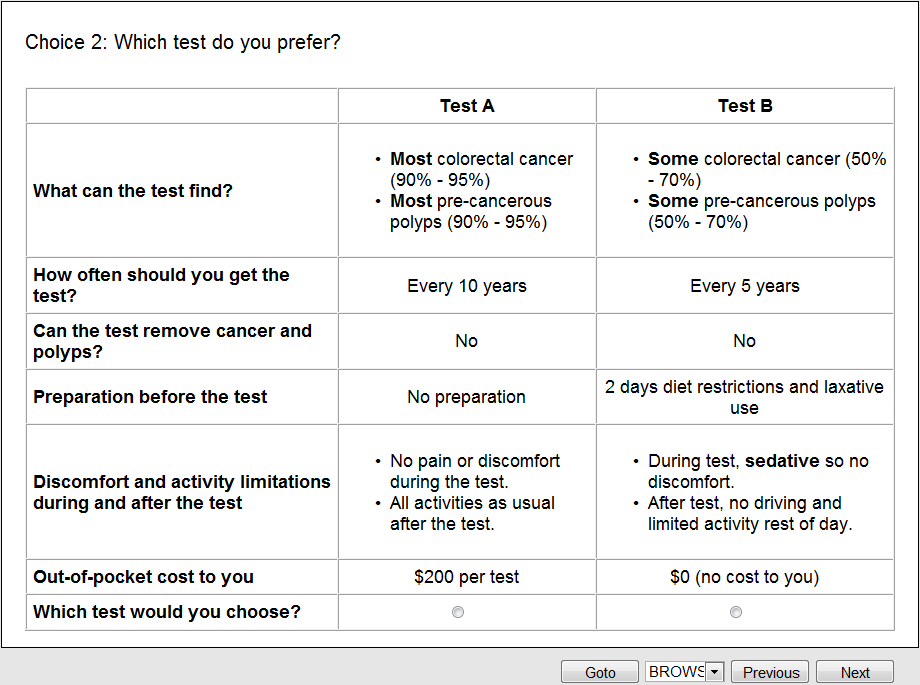 Choice 2: Which test do you prefer?
Test A
Test B
What can the test find?
• Most colorectal cancer
(90% - 95%)
• Most pre-cancerous
polyps (90% - 95%)
• Some colorectal cancer (50%
- 70%)
• Some pre-cancerous polyps
(50% - 70%)
How often should you get the
test?
Every 10 years
Every 5 years
Can the test remove cancer and
polyps?
No
No
Preparation before the test
No preparation
2 days diet restrictions and laxative
use
Discomfort and activity limitations
during and after the test
• No pain or discomfort
during the test.
• All activities as usual
after the test.
• During test, sedative so no
discomfort.
• After test, no driving and
limited activity rest of day.
Out-of-pocket cost to you
$200 per test
$0 (no cost to you)
Which test would you choose?
Goto
BROWS
Previous
Next